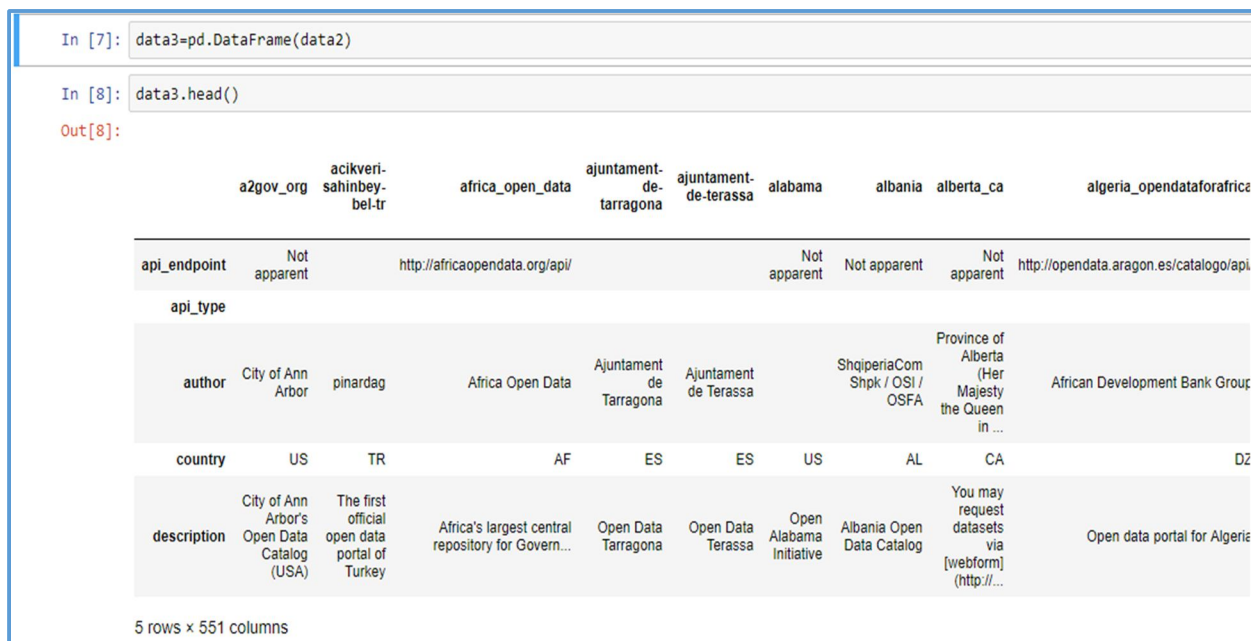 In [7]: data3=pd.DataFrame(data2)
In [8]: data3.head()
Out[8]:
a2gov_org acikveri-sahinbey-bel-tr africa_open_data ajuntament-de-tarragona ajuntament-de-terassa alabama albania alberta_ca algeria_opendataforafrica
api_endpoint Not apparent http://africaopendata.org/api/ Not apparent Not apparent Not apparent http://opendata.aragon.es/catalogo/api/
api_type
author City of Ann Arbor pinardag Africa Open Data Ajuntament de Tarragona Ajuntament de Terassa ShqiperiaCom Shpk / OSI / OSFA Province of Alberta (Her Majesty the Queen in ... African Development Bank Group
country US TR AF ES ES US AL CA DZ
description City of Ann Arbor's Open Data Catalog (USA) The first official open data portal of Turkey Africa's largest central repository for Govern... Open Data Tarragona Open Data Terassa Open Alabama Initiative Albania Open Data Catalog You may request datasets via [webform] (http://... Open data portal for Algeria
5 rows × 551 columns